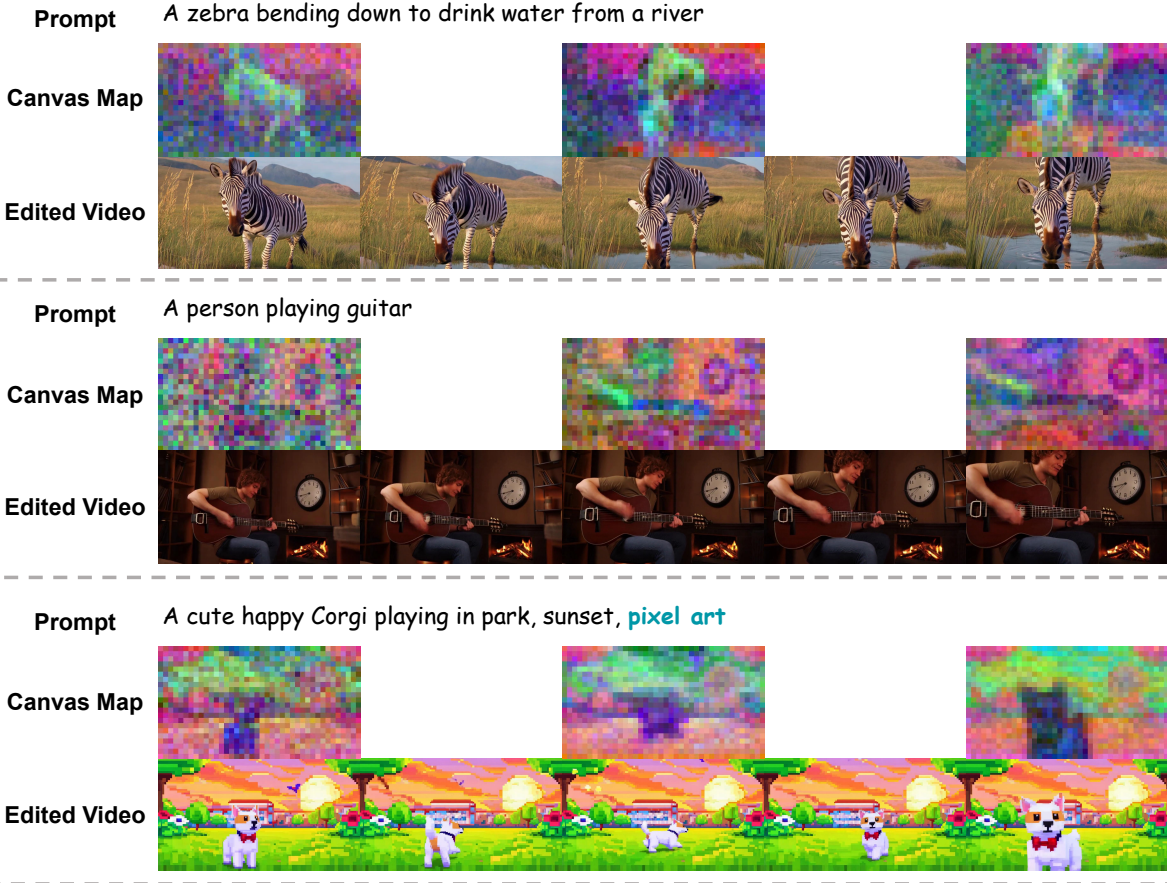 Prompt A zebra bending down to drink water from a river
Canvas Map
Edited Video
Prompt A person playing guitar
Canvas Map
Edited Video
Prompt A cute happy Corgi playing in park, sunset, pixel art
Canvas Map
Edited Video